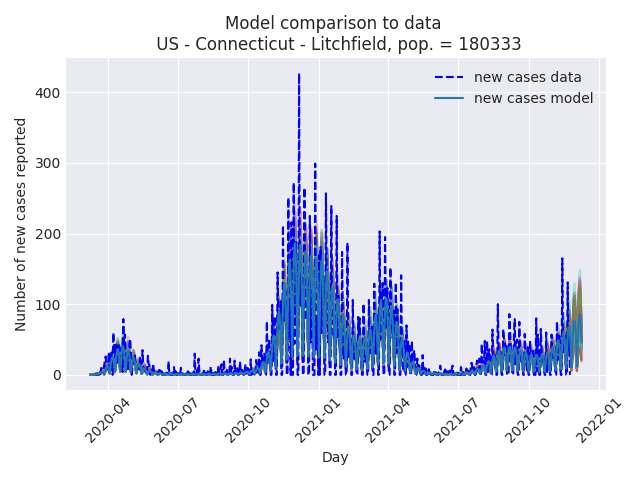 Model comparison to data
US - Connecticut - Litchfield, pop. = 180333
new cases data
new cases model
Number of new cases reported
400
300
200
100
0
2020-04
2020-07
2020-10
2021-01
2021-04
2021-07
2021-10
2022-01
Day